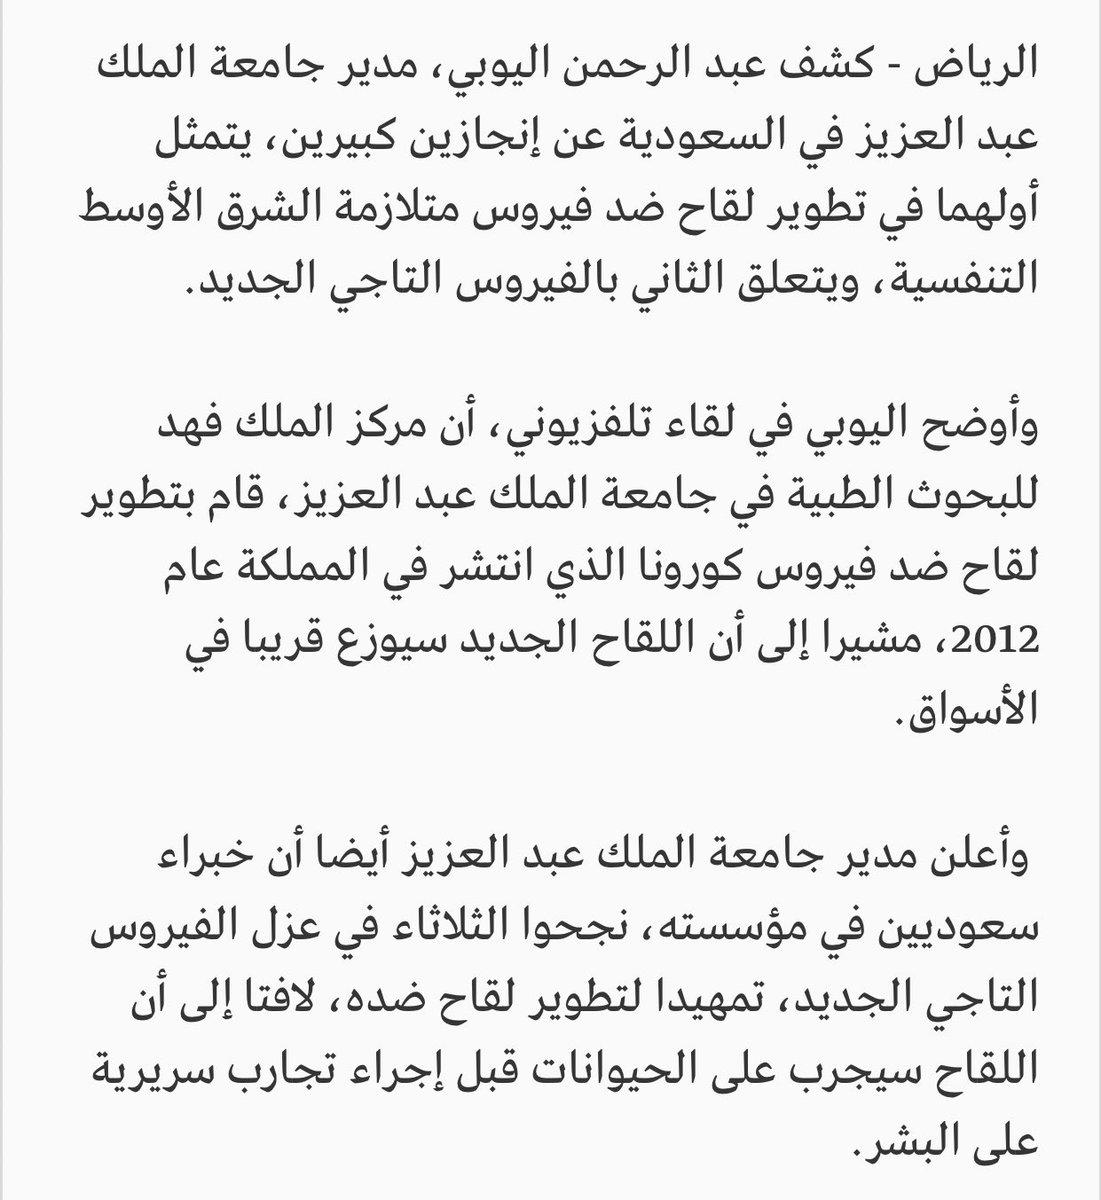 الرياض - كشف عبد الرحمن اليوبي، مدير جامعة الملك
عبد العزيز في السعودية عن إنجازين كبيرين، يتمثل
أولهما في تطوير لقاح ضد فيروس متلازمة الشرق الأوسط
التنفسية، ويتعلق الثاني بالفيروس التاجي الجديد.
وأوضح اليوبي في لقاء تلفزيوني، أن مركز الملك فهد
للبحوث الطبية في جامعة الملك عبد العزيز، قام بتطوير
لقاح ضد فيروس كورونا الذي انتشر في المملكة عام
2012، مشيرا إلى أن اللقاح الجديد سيوزع قريبا في
الأسواق.
وأعلن مدير جامعة الملك عبد العزيز أيضا أن خبراء
سعوديين في مؤسسته، نجحوا الثلاثاء في عزل الفيروس
التاجي الجديد، تمهيدا لتطوير لقاح ضده، لافتا إلى أن
اللقاح سيجرب على الحيوانات قبل إجراء تجارب سريرية
على البشر.